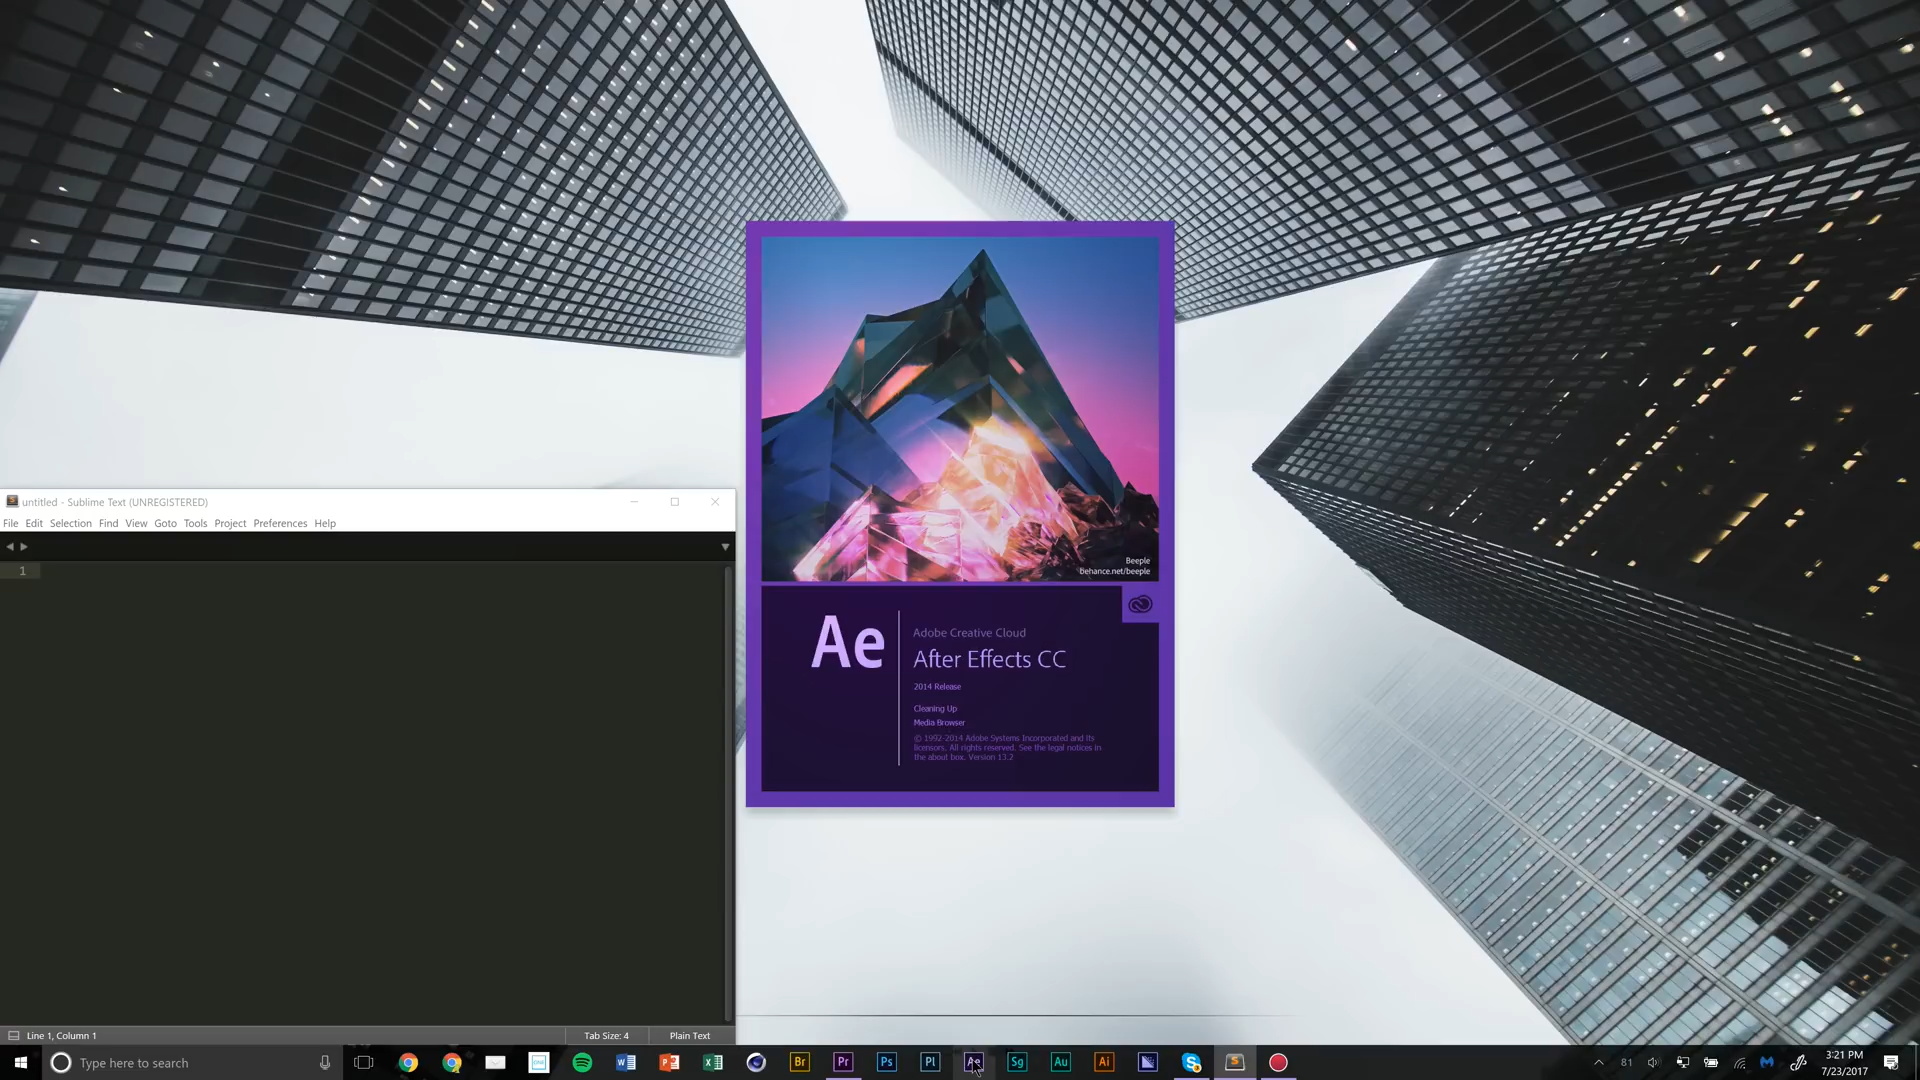 Beeple
behance.net/beeple
Ae
Adobe Creative Cloud
After Effects CC
2014 Release
Cleaning Up
Media Browser
© 1992-2014 Adobe Systems Incorporated and its
licensors. All rights reserved. See the legal notices in
the about box. Version 13.2
untitled - Sublime Text (UNREGISTERED)
File Edit Selection Find View Goto Tools Project Preferences Help
1
Line 1, Column 1 Tab Size: 4 Plain Text
Type here to search
Br Pr Ps Pl Ae Sg Au Ai
81
3:21 PM
7/23/2017